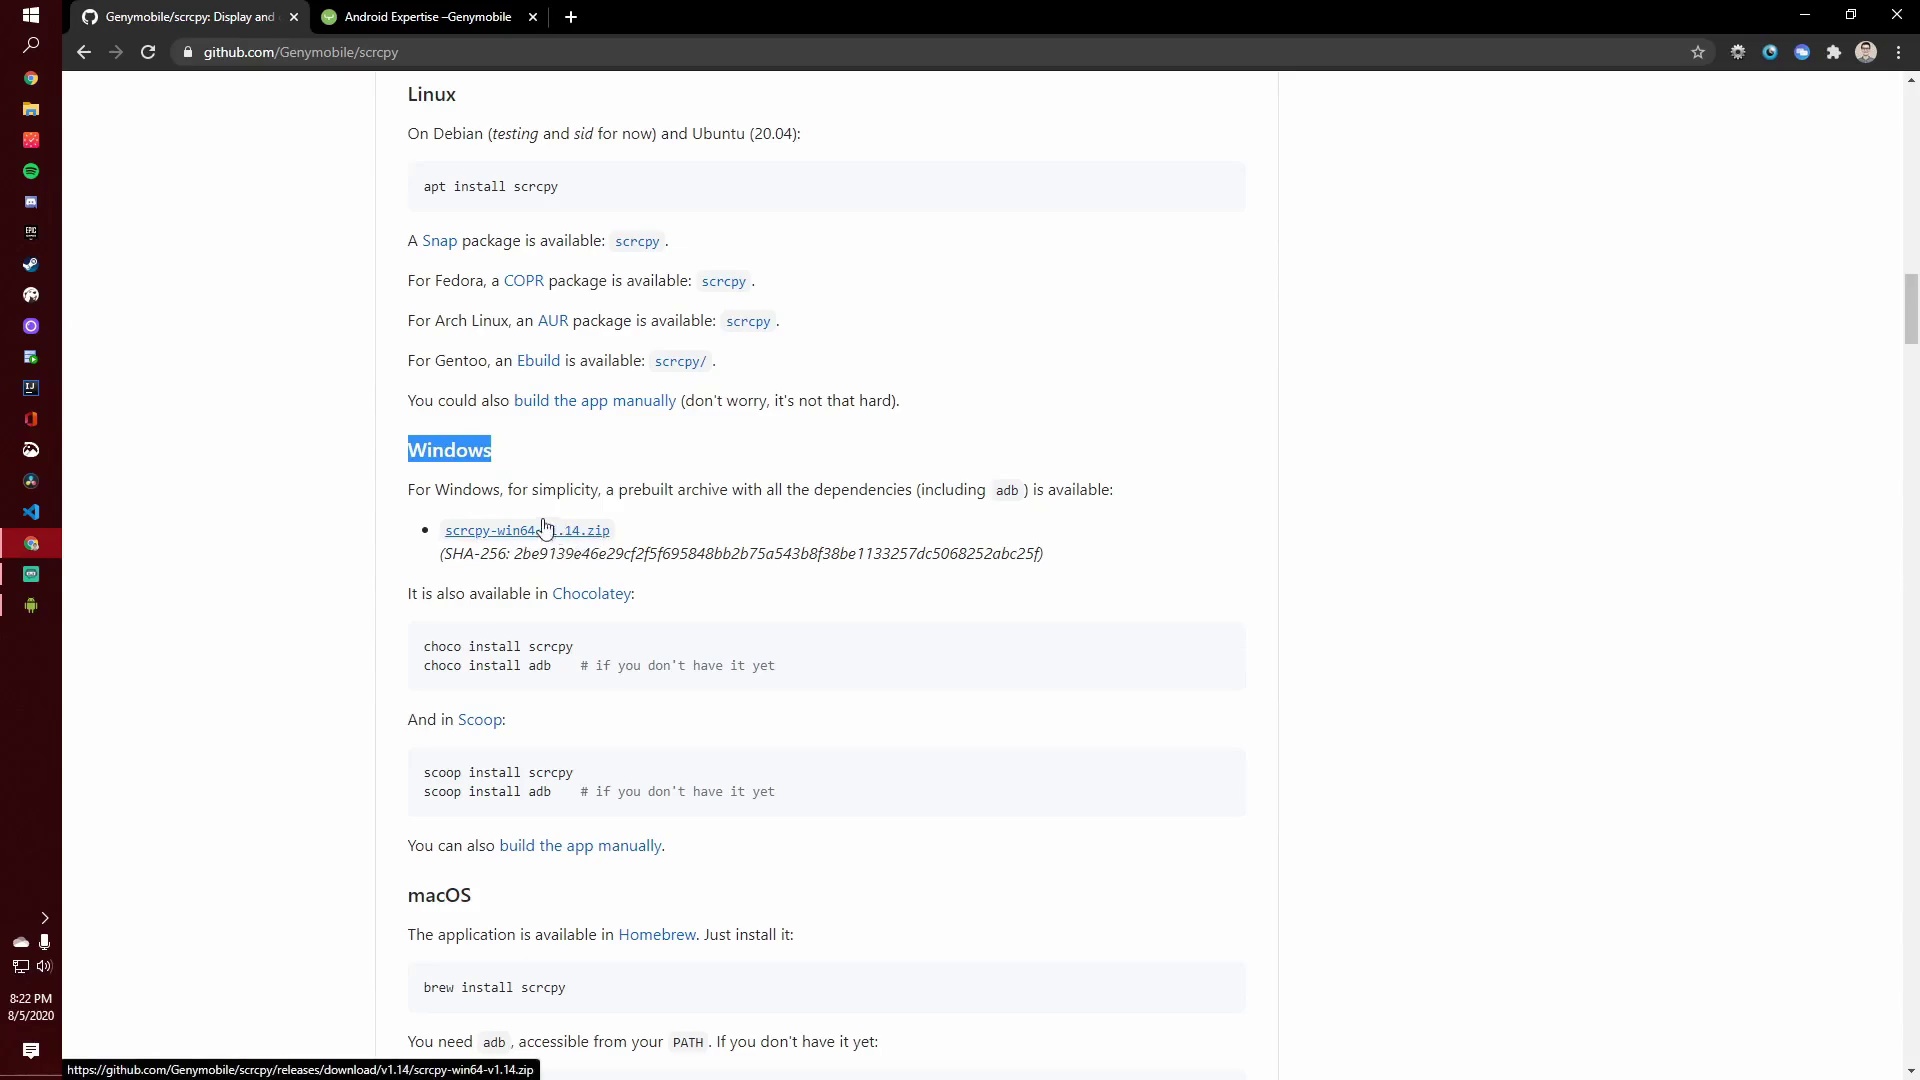 Genymobile/scrcpy: Display and
Android Expertise –Genymobile
github.com/Genymobile/scrcpy
Linux
On Debian (testing and sid for now) and Ubuntu (20.04):
apt install scrcpy
A Snap package is available: scrcpy .
For Fedora, a COPR package is available: scrcpy .
For Arch Linux, an AUR package is available: scrcpy .
For Gentoo, an Ebuild is available: scrcpy/ .
You could also build the app manually (don't worry, it's not that hard).
Windows
For Windows, for simplicity, a prebuilt archive with all the dependencies (including adb ) is available:
scrcpy-win64 .14.zip
(SHA-256: 2be9139e46e29cf2f5f695848bb2b75a543b8f38be1133257dc5068252abc25f)
It is also available in Chocolatey:
choco install scrcpy
choco install adb # if you don't have it yet
And in Scoop:
scoop install scrcpy
scoop install adb # if you don't have it yet
You can also build the app manually.
macOS
The application is available in Homebrew. Just install it:
brew install scrcpy
You need adb , accessible from your PATH . If you don't have it yet:
EPIC
IJ
8:22 PM
8/5/2020
https://github.com/Genymobile/scrcpy/releases/download/v1.14/scrcpy-win64-v1.14.zip